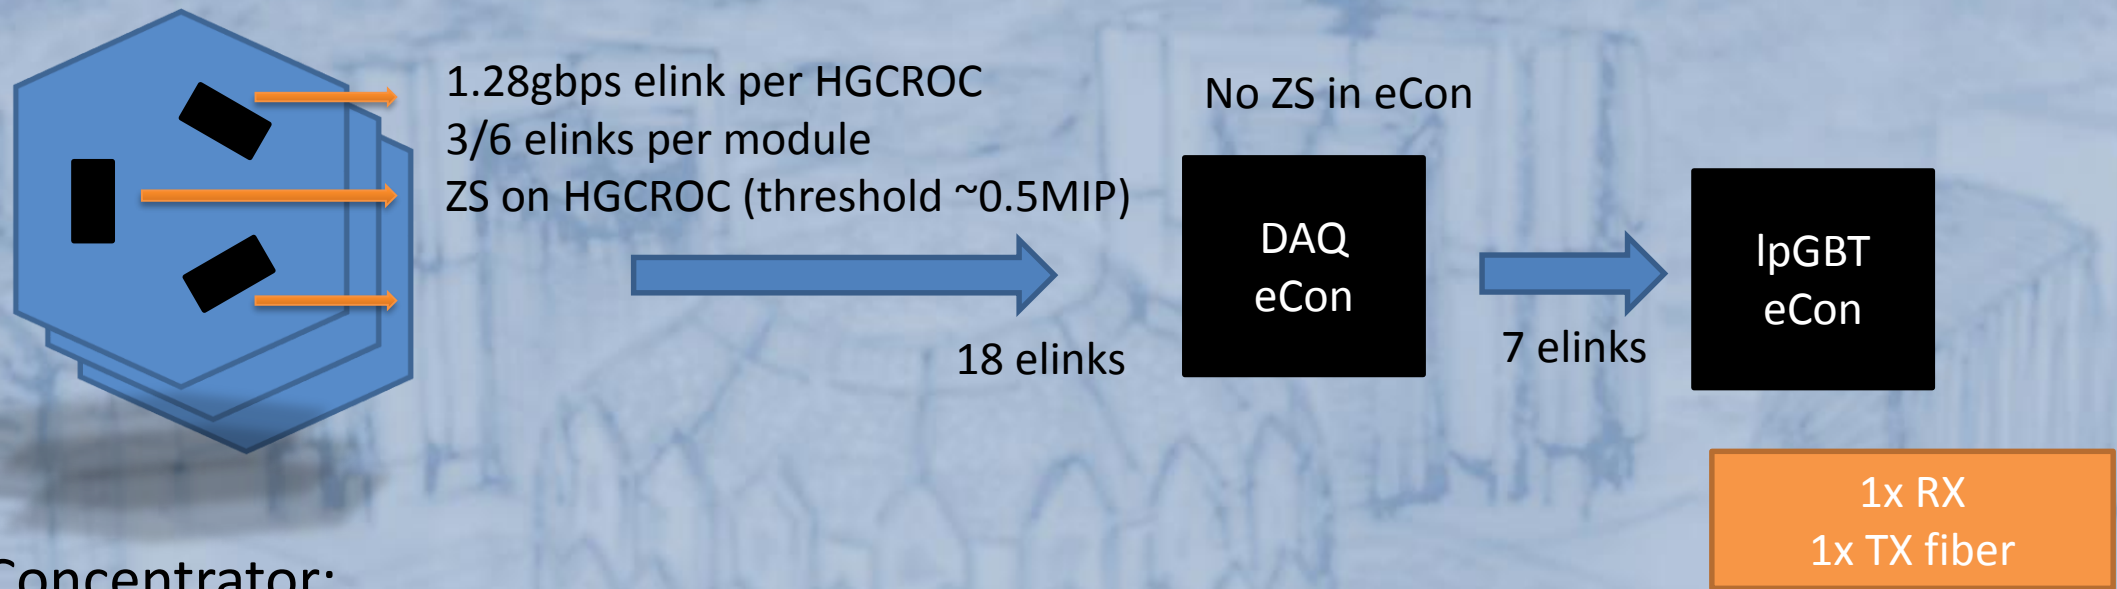 1.28gbps elink per HGCROC
3/6 elinks per module
ZS on HGCROC (threshold ~0.5MIP)
No ZS in eCon
DAQ
eCon
lpGBT
eCon
18 elinks
7 elinks
1x RX
1x TX fiber
Concentrator: